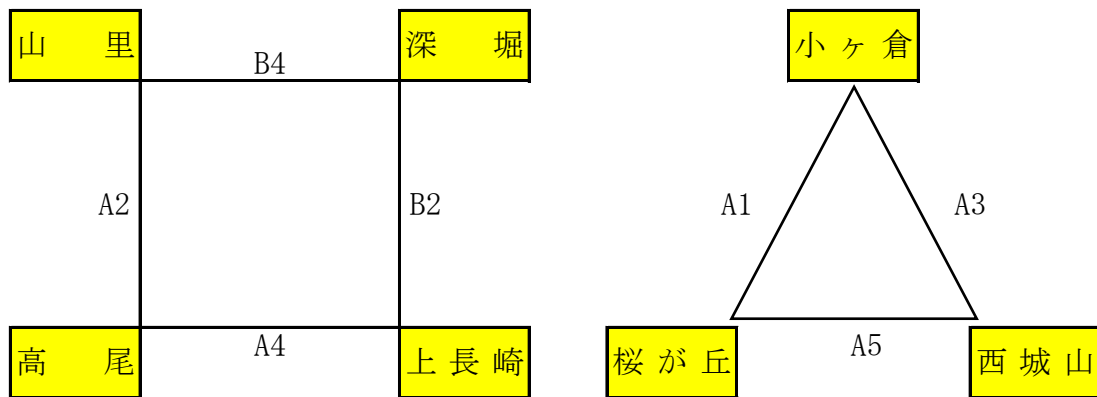 山里 深堀
B4
A2 B2
高尾 上長崎
A4
小ヶ倉
A1 A3
桜が丘 西城山
A5